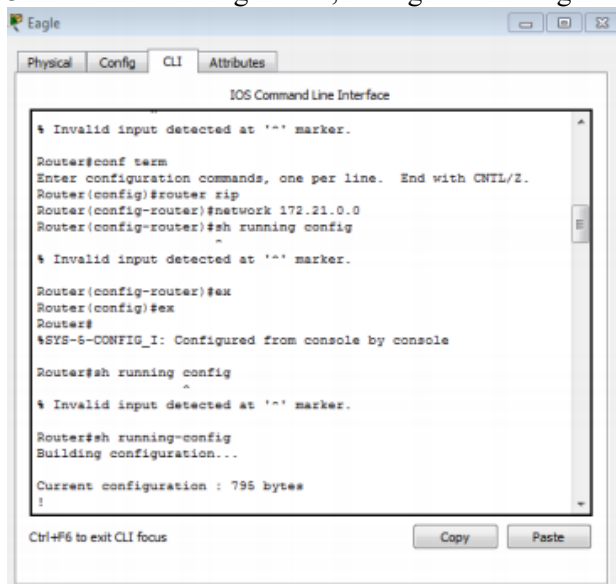 Eagle
Physical Config CLI Attributes
IOS Command Line Interface
% Invalid input detected at '^' marker.
Router#conf term
Enter configuration commands, one per line. End with CNTL/Z.
Router(config)#router rip
Router(config-router)#network 172.21.0.0
Router(config-router)#sh running config
^
% Invalid input detected at '^' marker.
Router(config-router)#ex
Router(config)#ex
Router#
%SYS-5-CONFIG_I: Configured from console by console
Router#sh running config
^
% Invalid input detected at '^' marker.
Router#sh running-config
Building configuration...
Current configuration : 795 bytes
!
Ctrl+F6 to exit CLI focus Copy Paste